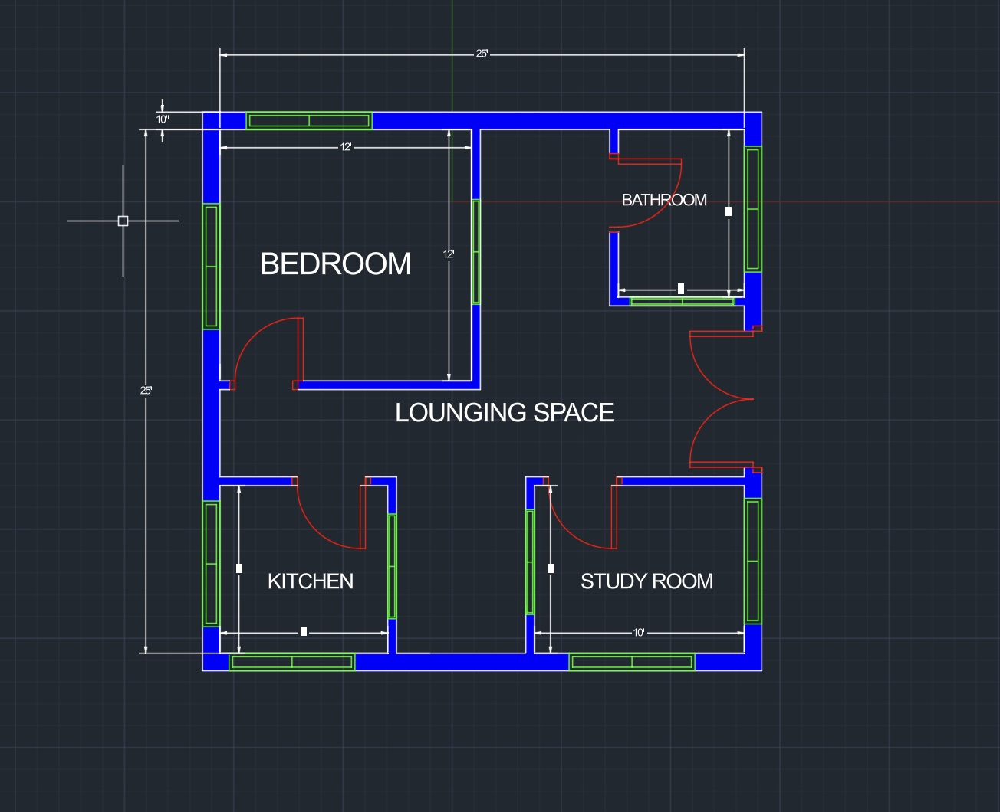 25'
10"
12'
BATHROOM
12'
BEDROOM
25'
LOUNGING SPACE
KITCHEN
STUDY ROOM
10'